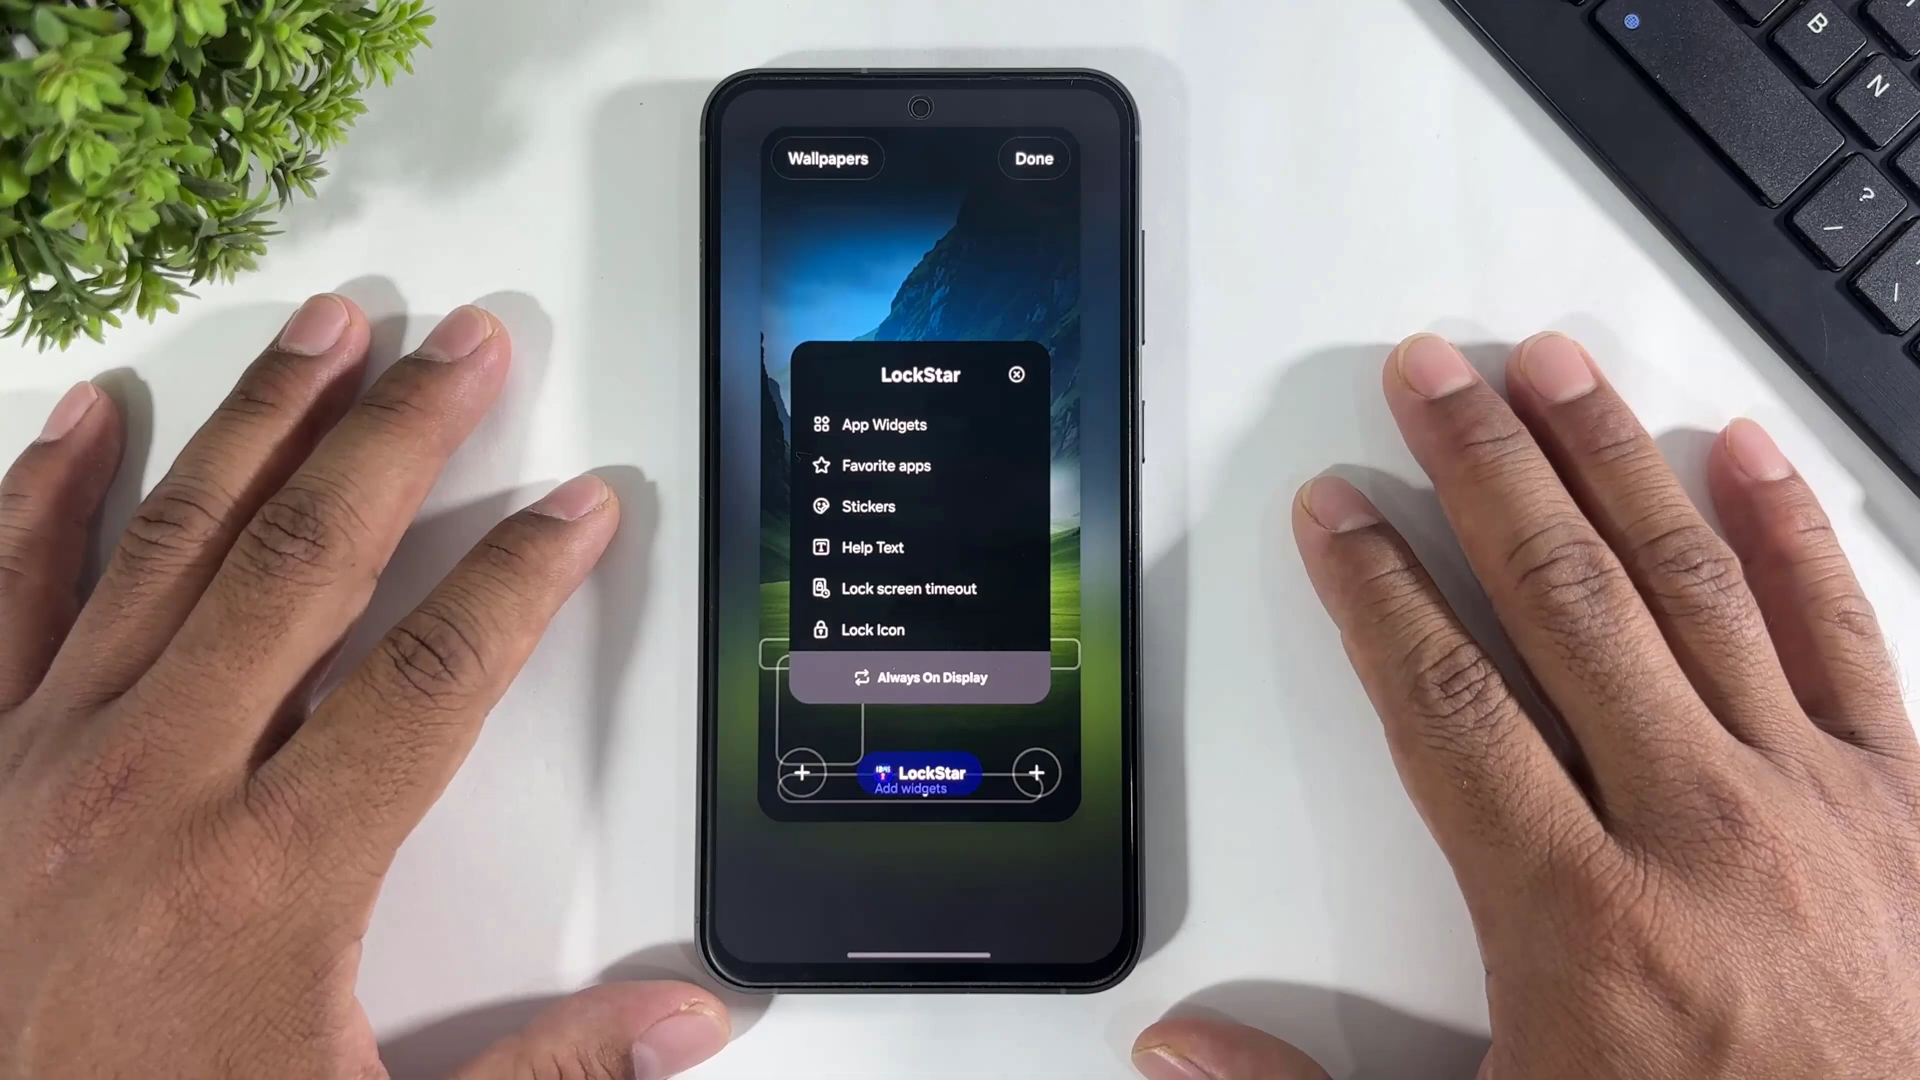 Wallpapers
Done
LockStar
App Widgets
Favorite apps
Stickers
Help Text
Lock screen timeout
Lock Icon
Always On Display
LockStar
Add widgets
B
N
?
/